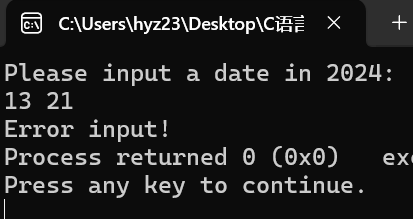 C:\Users\hyz23\Desktop\C语
Please input a date in 2024:
13 21
Error input!
Process returned 0 (0x0)
Press any key to continue.